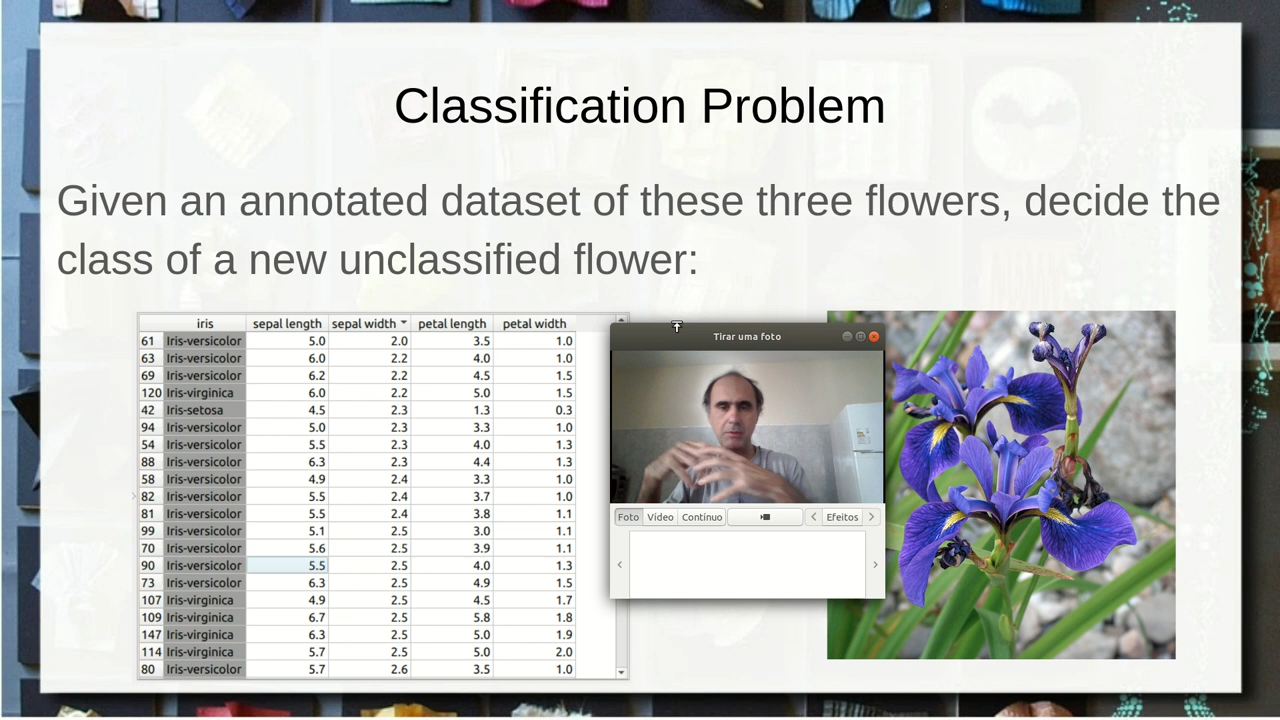 Classification Problem
Given an annotated dataset of these three flowers, decide the
class of a new unclassified flower:
iris sepal length sepal width petal length petal width
61 Iris-versicolor 5.0 2.0 3.5 1.0
63 Iris-versicolor 6.0 2.2 4.0 1.0
69 Iris-versicolor 6.2 2.2 4.5 1.5
120 Iris-virginica 6.0 2.2 5.0 1.5
42 Iris-setosa 4.5 2.3 1.3 0.3
94 Iris-versicolor 5.0 2.3 3.3 1.0
54 Iris-versicolor 5.5 2.3 4.0 1.3
88 Iris-versicolor 6.3 2.3 4.4 1.3
58 Iris-versicolor 4.9 2.4 3.3 1.0
82 Iris-versicolor 5.5 2.4 3.7 1.0
81 Iris-versicolor 5.5 2.4 3.8 1.1
99 Iris-versicolor 5.1 2.5 3.0 1.1
70 Iris-versicolor 5.6 2.5 3.9 1.1
90 Iris-versicolor 5.5 2.5 4.0 1.3
73 Iris-versicolor 6.3 2.5 4.9 1.5
107 Iris-virginica 4.9 2.5 4.5 1.7
109 Iris-virginica 6.7 2.5 5.8 1.8
147 Iris-virginica 6.3 2.5 5.0 1.9
114 Iris-virginica 5.7 2.5 5.0 2.0
80 Iris-versicolor 5.7 2.6 3.5 1.0
Tirar uma foto
Foto Vídeo Contínuo Efeitos